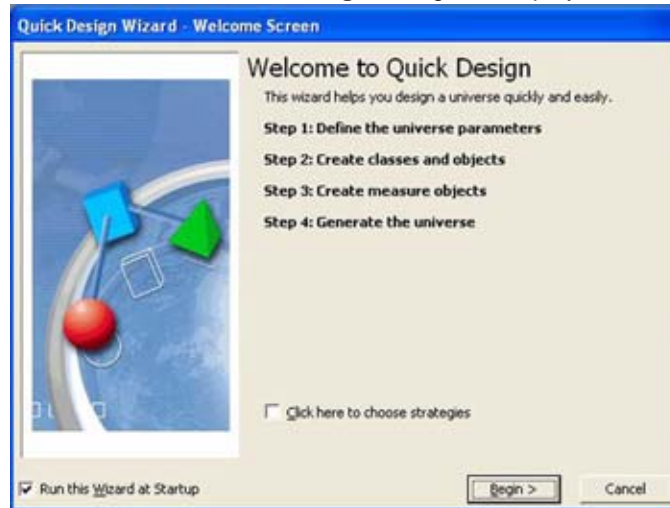 Quick Design Wizard - Welcome Screen
Welcome to Quick Design
This wizard helps you design a universe quickly and easily.
Step 1: Define the universe parameters
Step 2: Create classes and objects
Step 3: Create measure objects
Step 4: Generate the universe
Click here to choose strategies
Run this Wizard at Startup
Begin >
Cancel